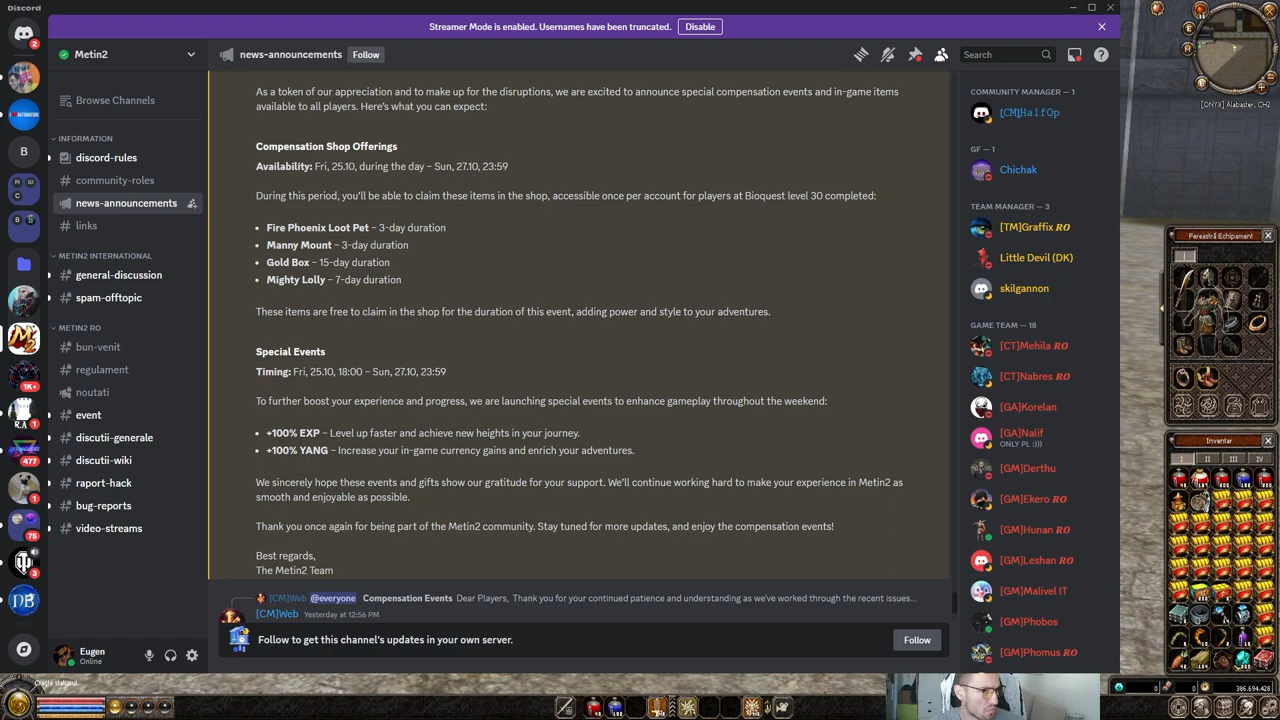 Discord
Streamer Mode is enabled. Usernames have been truncated.
Disable
Metin2
news-announcements
Follow
Search
[ONYX] Alabaster, CH2
Browse Channels
INFORMATION
discord-rules
community-roles
news-announcements
links
METIN2 INTERNATIONAL
general-discussion
spam-offtopic
METIN2 RO
bun-venit
regulament
noutati
event
discutii-generale
discutii-wiki
raport-hack
bug-reports
video-streams
Eugen
Online
As a token of our appreciation and to make up for the disruptions, we are excited to announce special compensation events and in-game items
available to all players. Here's what you can expect:
Compensation Shop Offerings
Availability: Fri, 25.10, during the day – Sun, 27.10, 23:59
During this period, you'll be able to claim these items in the shop, accessible once per account for players at Bioquest level 30 completed:
• Fire Phoenix Loot Pet – 3-day duration
• Manny Mount – 3-day duration
• Gold Box – 15-day duration
• Mighty Lolly – 7-day duration
These items are free to claim in the shop for the duration of this event, adding power and style to your adventures.
Special Events
Timing: Fri, 25.10, 18:00 – Sun, 27.10, 23:59
To further boost your experience and progress, we are launching special events to enhance gameplay throughout the weekend:
• +100% EXP – Level up faster and achieve new heights in your journey.
• +100% YANG – Increase your in-game currency gains and enrich your adventures.
We sincerely hope these events and gifts show our gratitude for your support. We'll continue working hard to make your experience in Metin2 as
smooth and enjoyable as possible.
Thank you once again for being part of the Metin2 community. Stay tuned for more updates, and enjoy the compensation events!
Best regards,
The Metin2 Team
[CM]Web @everyone Compensation Events Dear Players, Thank you for your continued patience and understanding as we've worked through the recent issues...
[CM]Web Yesterday at 12:56 PM
Follow to get this channel's updates in your own server.
Follow
COMMUNITY MANAGER – 1
[CM]HalfOp
GF – 1
Chichak
TEAM MANAGER – 3
[TM]Graffix RO
Little Devil (DK)
skilgannon
GAME TEAM – 18
[CT]Mehila RO
[CT]Nabres RO
[GA]Korelan
[GA]Nalif
ONLY PL :))))
[GM]Derthu
[GM]Ekero RO
[GM]Hunan RO
[GM]Leshan RO
[GM]Malivel IT
[GM]Phobos
[GM]Phomus RO
Fereastră Echipament
Inventar
I II III IV
0 0 386.694.428